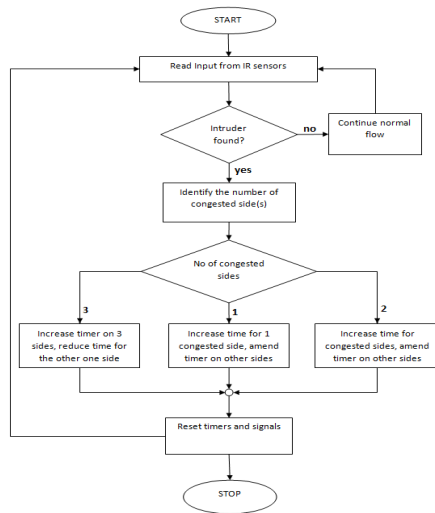 START
Read Input from IR sensors
Intruder
found?
no
Continue normal
flow
yes
Identify the number of
congested side(s)
No of congested
sides
3
1
2
Increase timer on 3
sides, reduce time for
the other one side
Increase time for 1
congested side, amend
timer on other sides
Increase time for
congested sides, amend
timer on other sides
Reset timers and signals
STOP